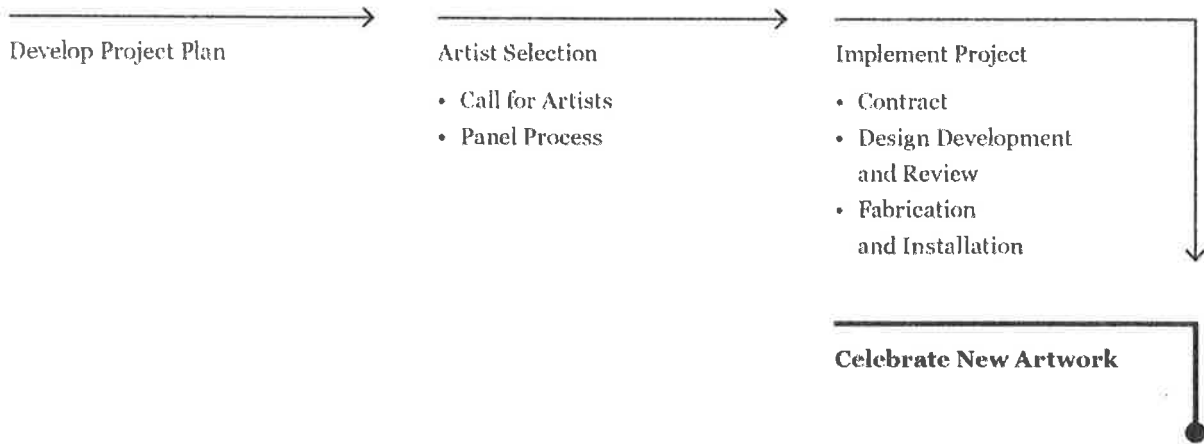 Develop Project Plan
Artist Selection
• Call for Artists
• Panel Process
Implement Project
• Contract
• Design Development
and Review
• Fabrication
and Installation
Celebrate New Artwork